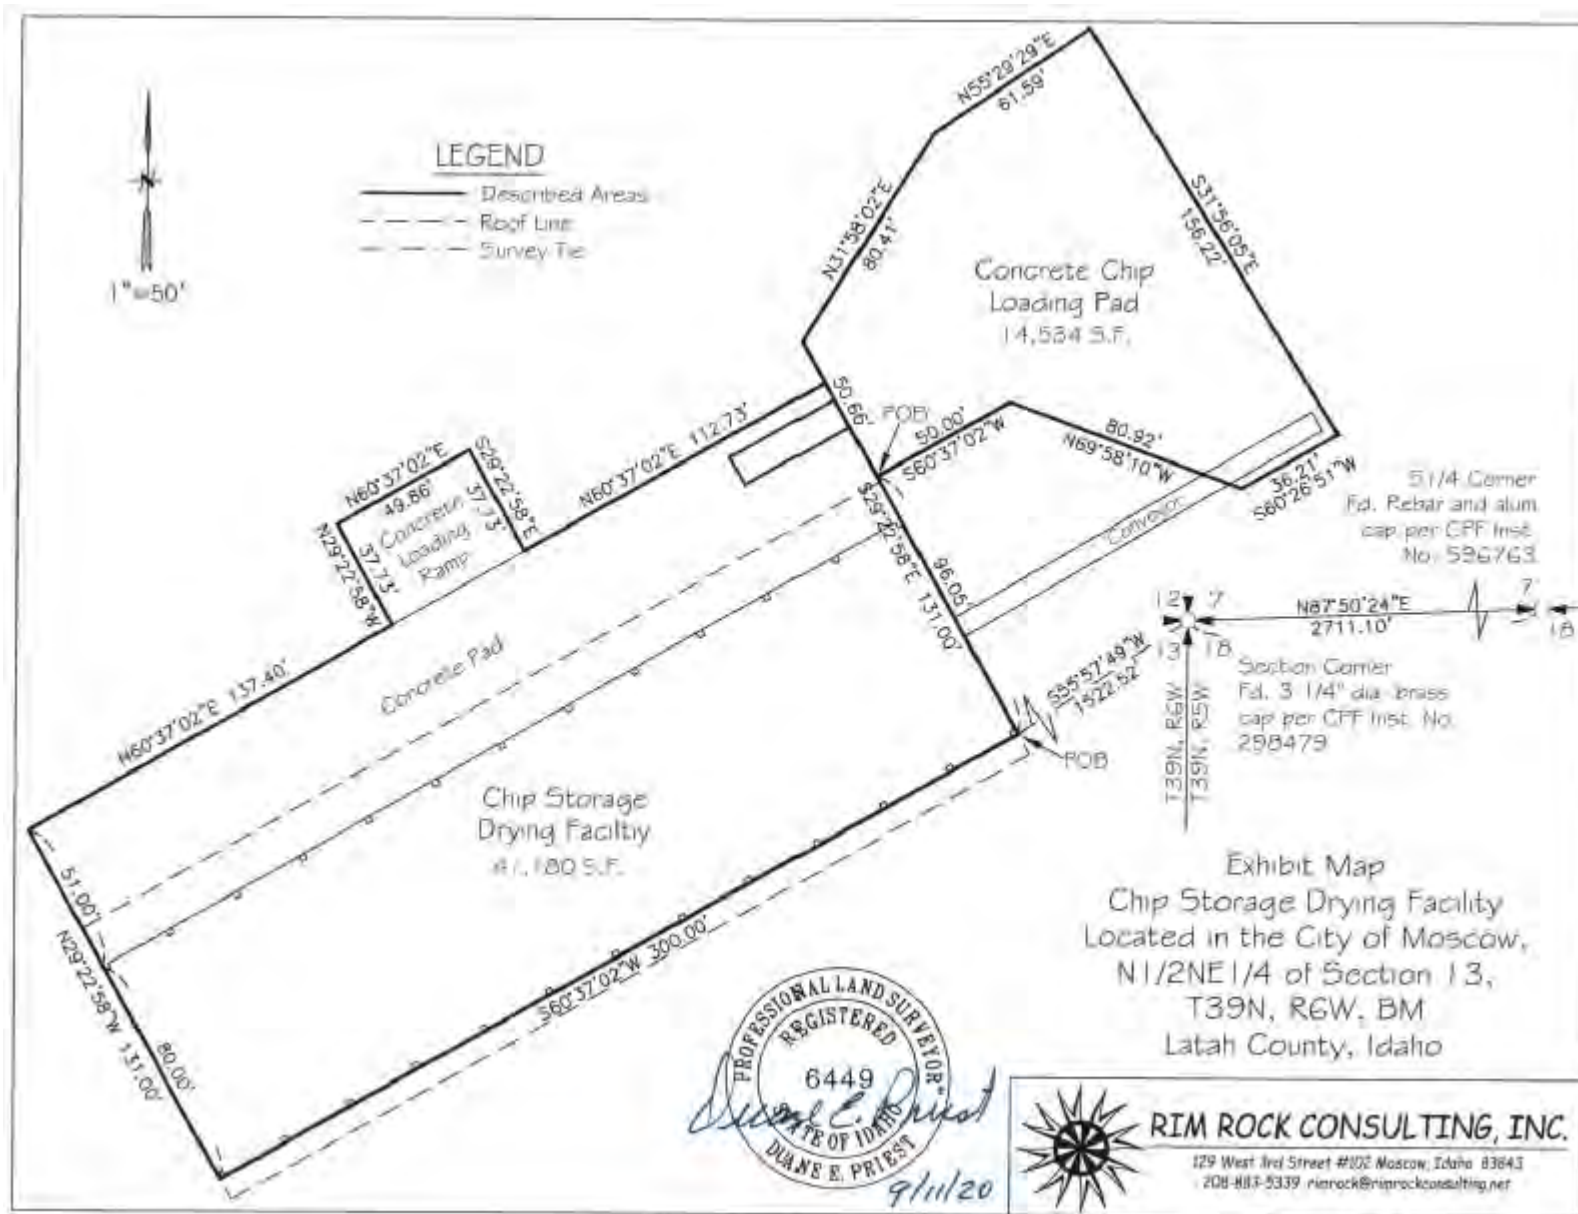 N
1"=50'
LEGEND
Described Areas
Roof Line
Survey Tie
N55°29'29"E
61.59'
N31°58'02"E
80.41'
S31°56'05"E
156.22'
Concrete Chip
Loading Pad
14,534 S.F.
50.66'
POB
50.00'
S60°37'02"W
80.92'
N69°58'10"W
36.21'
S60°26'51"W
Conveyor
N60°37'02"E 112.73'
N60°37'02"E
49.86'
S29°22'58"E
37.73'
N29°22'58"W
37.73'
Concrete
Loading
Ramp
S29°22'58"E 131.00'
96.05'
N60°37'02"E 137.40'
Concrete Pad
Chip Storage
Drying Faciltiy
41,180 S.F.
51.00'
N29°22'58"W 131.00'
80.00'
S60°37'02"W 300.00'
POB
S55°57'49"W
1522.52'
S1/4 Corner
Fd. Rebar and alum
cap per CPF Inst.
No. 596763
12 7
13 18
N87°50'24"E
2711.10'
7
18
Section Corner
Fd. 3 1/4" dia brass
cap per CPF Inst. No.
298479
T39N, R6W
T39N, R5W
Exhibit Map
Chip Storage Drying Facility
Located in the City of Moscow,
N1/2NE1/4 of Section 13,
T39N, R6W, BM
Latah County, Idaho
PROFESSIONAL LAND SURVEYOR
REGISTERED
6449
STATE OF IDAHO
DUANE E. PRIEST
Duane E. Priest
9/11/20
RIM ROCK CONSULTING, INC.
129 West 3rd Street #102 Moscow, Idaho 83843
208-883-5339 rimrock@rimrockconsulting.net